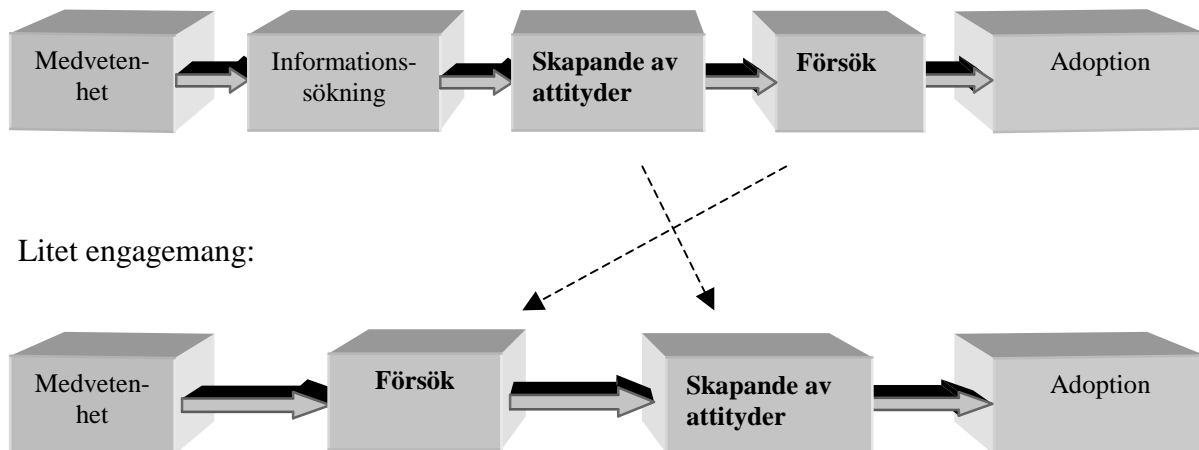 Medveten-
het
Informations-
sökning
Skapande av
attityder
Försök
Adoption
Litet engagemang:
Medveten-
het
Försök
Skapande av
attityder
Adoption